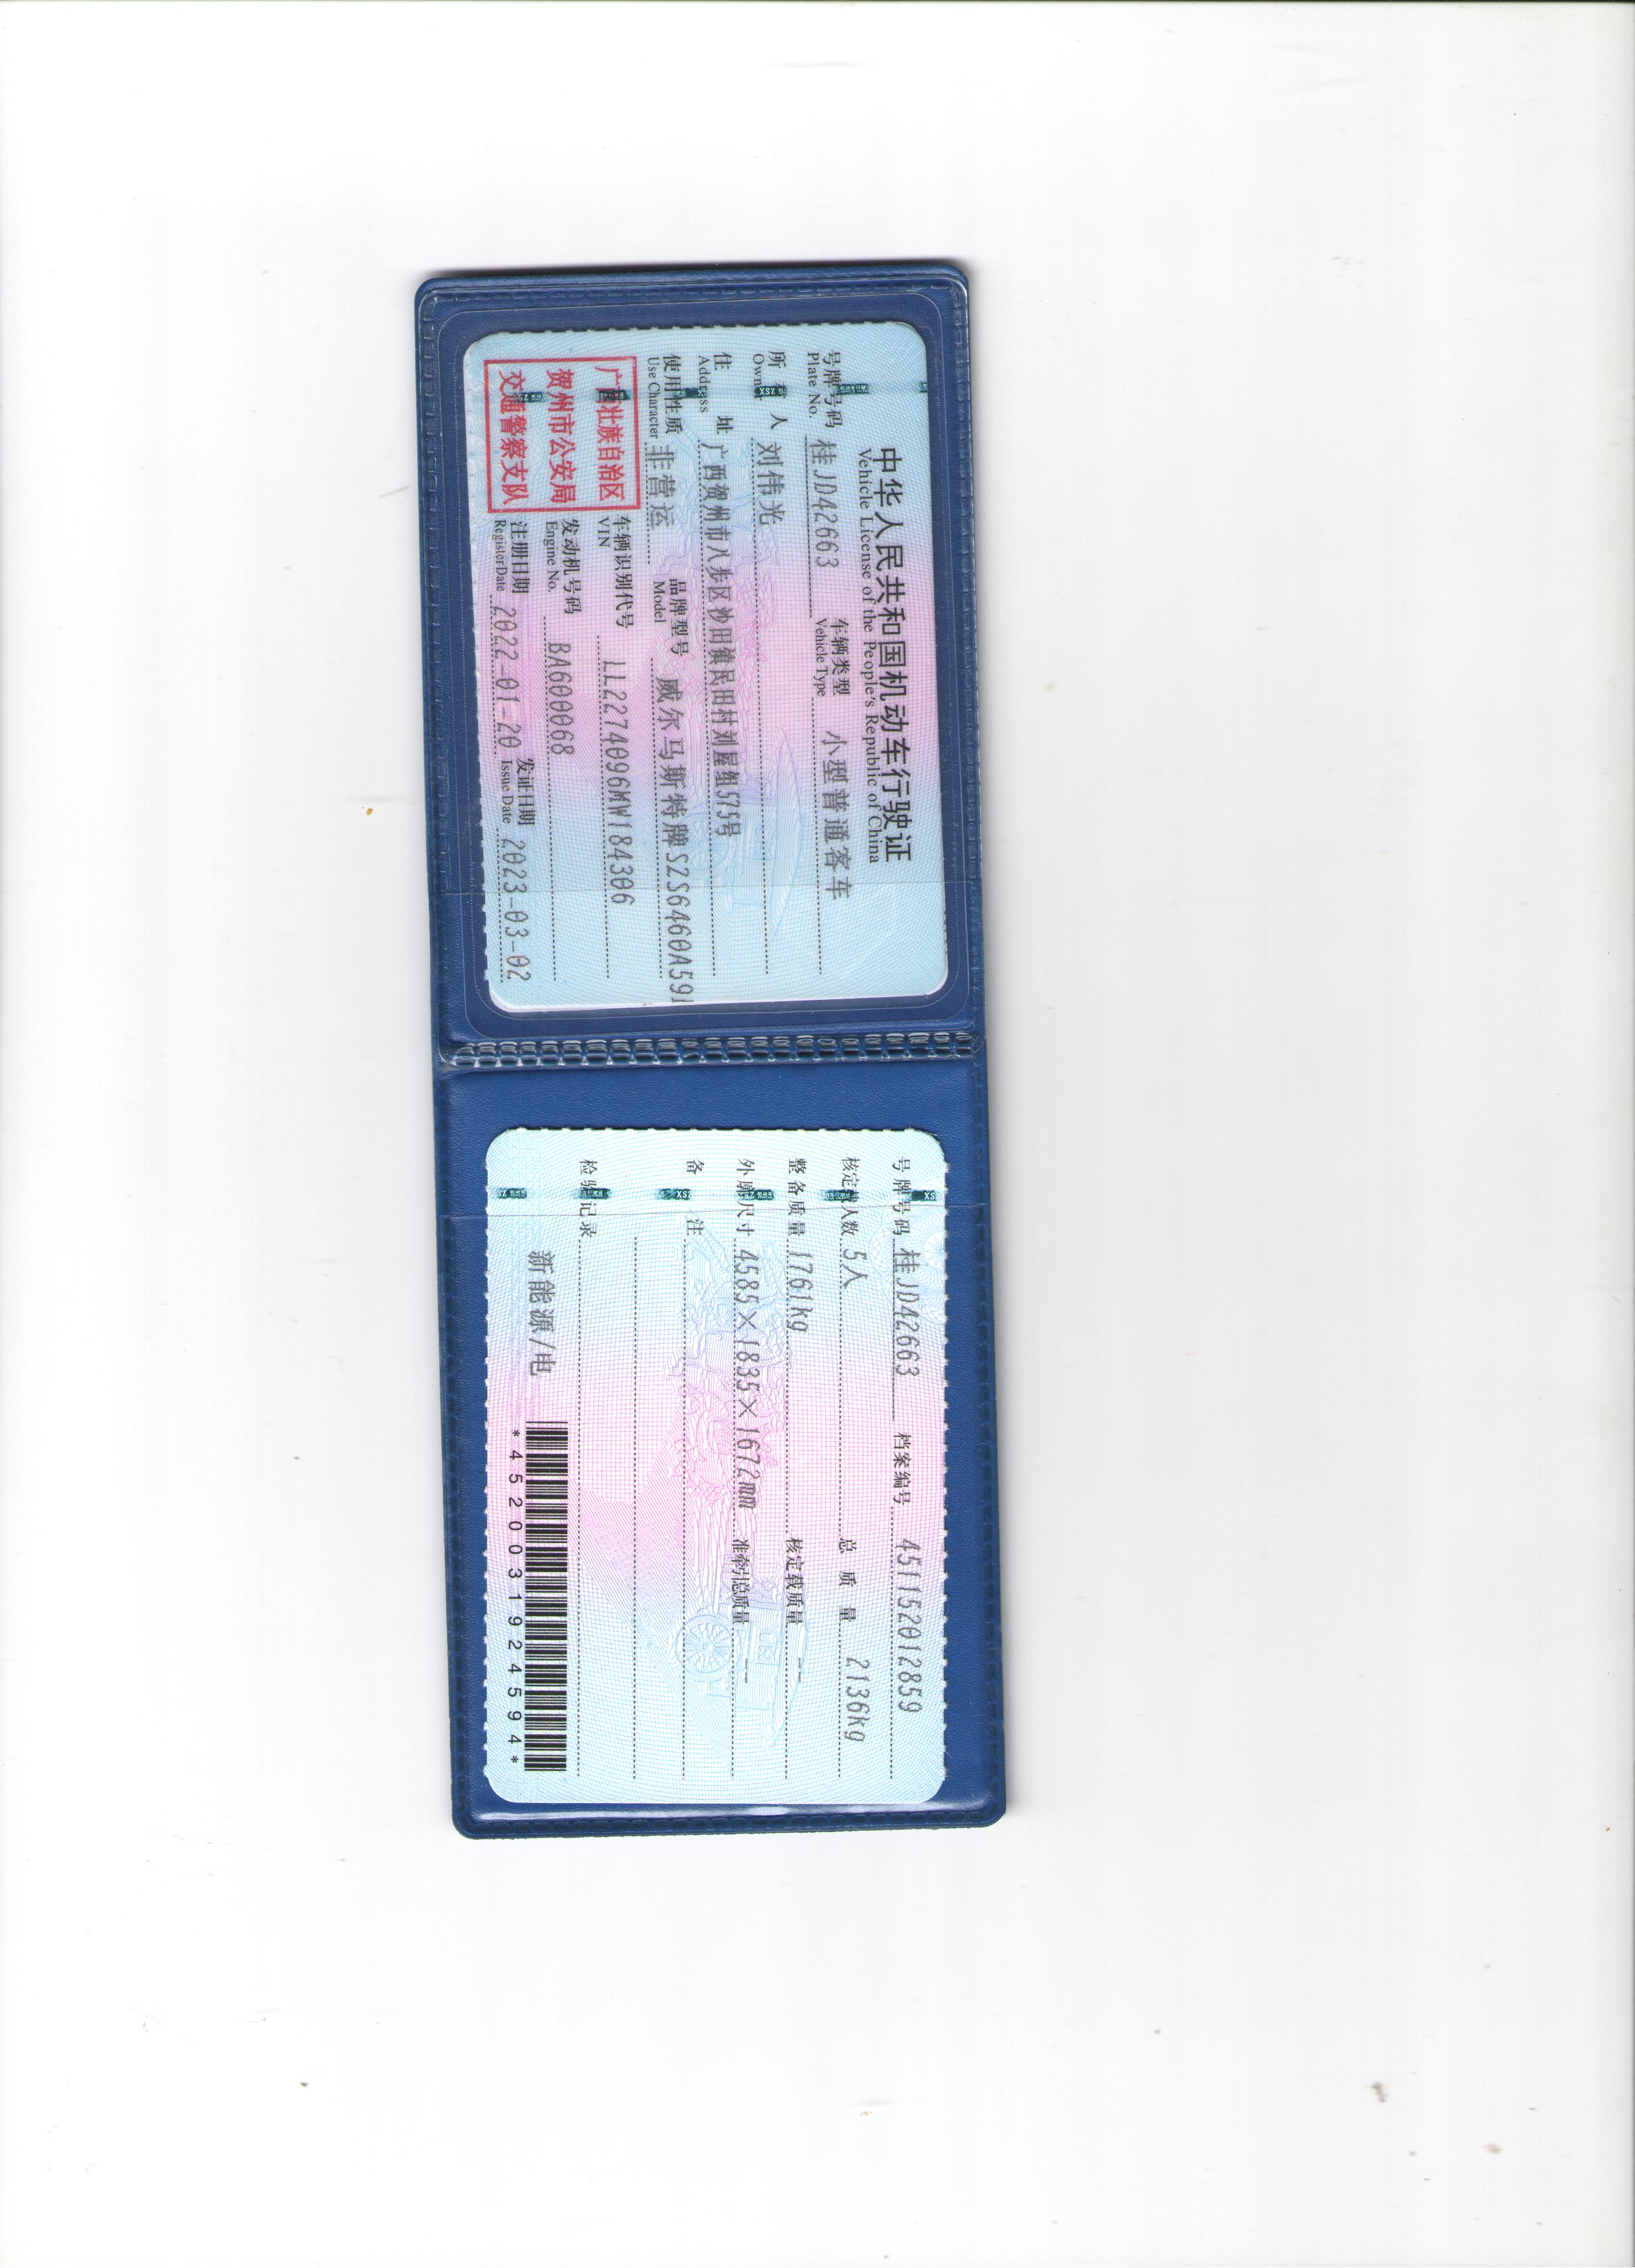 中华人民共和国机动车行驶证
Vehicle License of the People's Republic of China
号牌号码 桂JD42663 车辆类型 小型普通客车
Plate No. Vehicle Type
所有人 刘伟光
Owner
住址 广西贺州市八步区沙田镇民田村刘屋组575号
Address
使用性质 非营运 品牌型号 威尔马斯特牌SZS6460A59
Use Character Model
广西壮族自治区
贺州市公安局
交通警察支队
车辆识别代号 LL2274096MW184306
VIN
发动机号码 BA600068
Engine No.
注册日期 2022-01-20 发证日期 2023-03-02
Register Date Issue Date
号牌号码 桂JD42663 档案编号 451152012859
核定载人数 5人 总质量 2136kg
整备质量 1761kg 核定载质量 --
外廓尺寸 4585×1835×1672mm 准牵引总质量 --
备注
检验记录
新能源/电
*4520031924594*